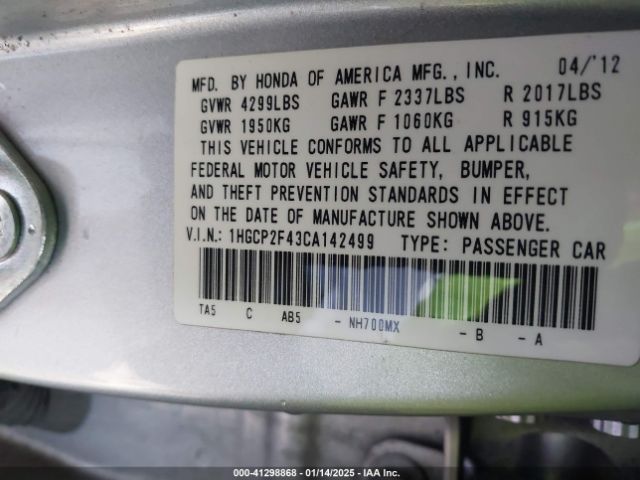 MFD. BY HONDA OF AMERICA MFG., INC. 04/'12
GVWR 4299LBS GAWR F 2337LBS R 2017LBS
GVWR 1950KG GAWR F 1060KG R 915KG
THIS VEHICLE CONFORMS TO ALL APPLICABLE
FEDERAL MOTOR VEHICLE SAFETY, BUMPER,
AND THEFT PREVENTION STANDARDS IN EFFECT
ON THE DATE OF MANUFACTURE SHOWN ABOVE.
V.I.N.: 1HGCP2F43CA142499 TYPE: PASSENGER CAR
TA5 C AB5 - NH700MX - B - A
000-41298868 - 01/14/2025 - IAA Inc.